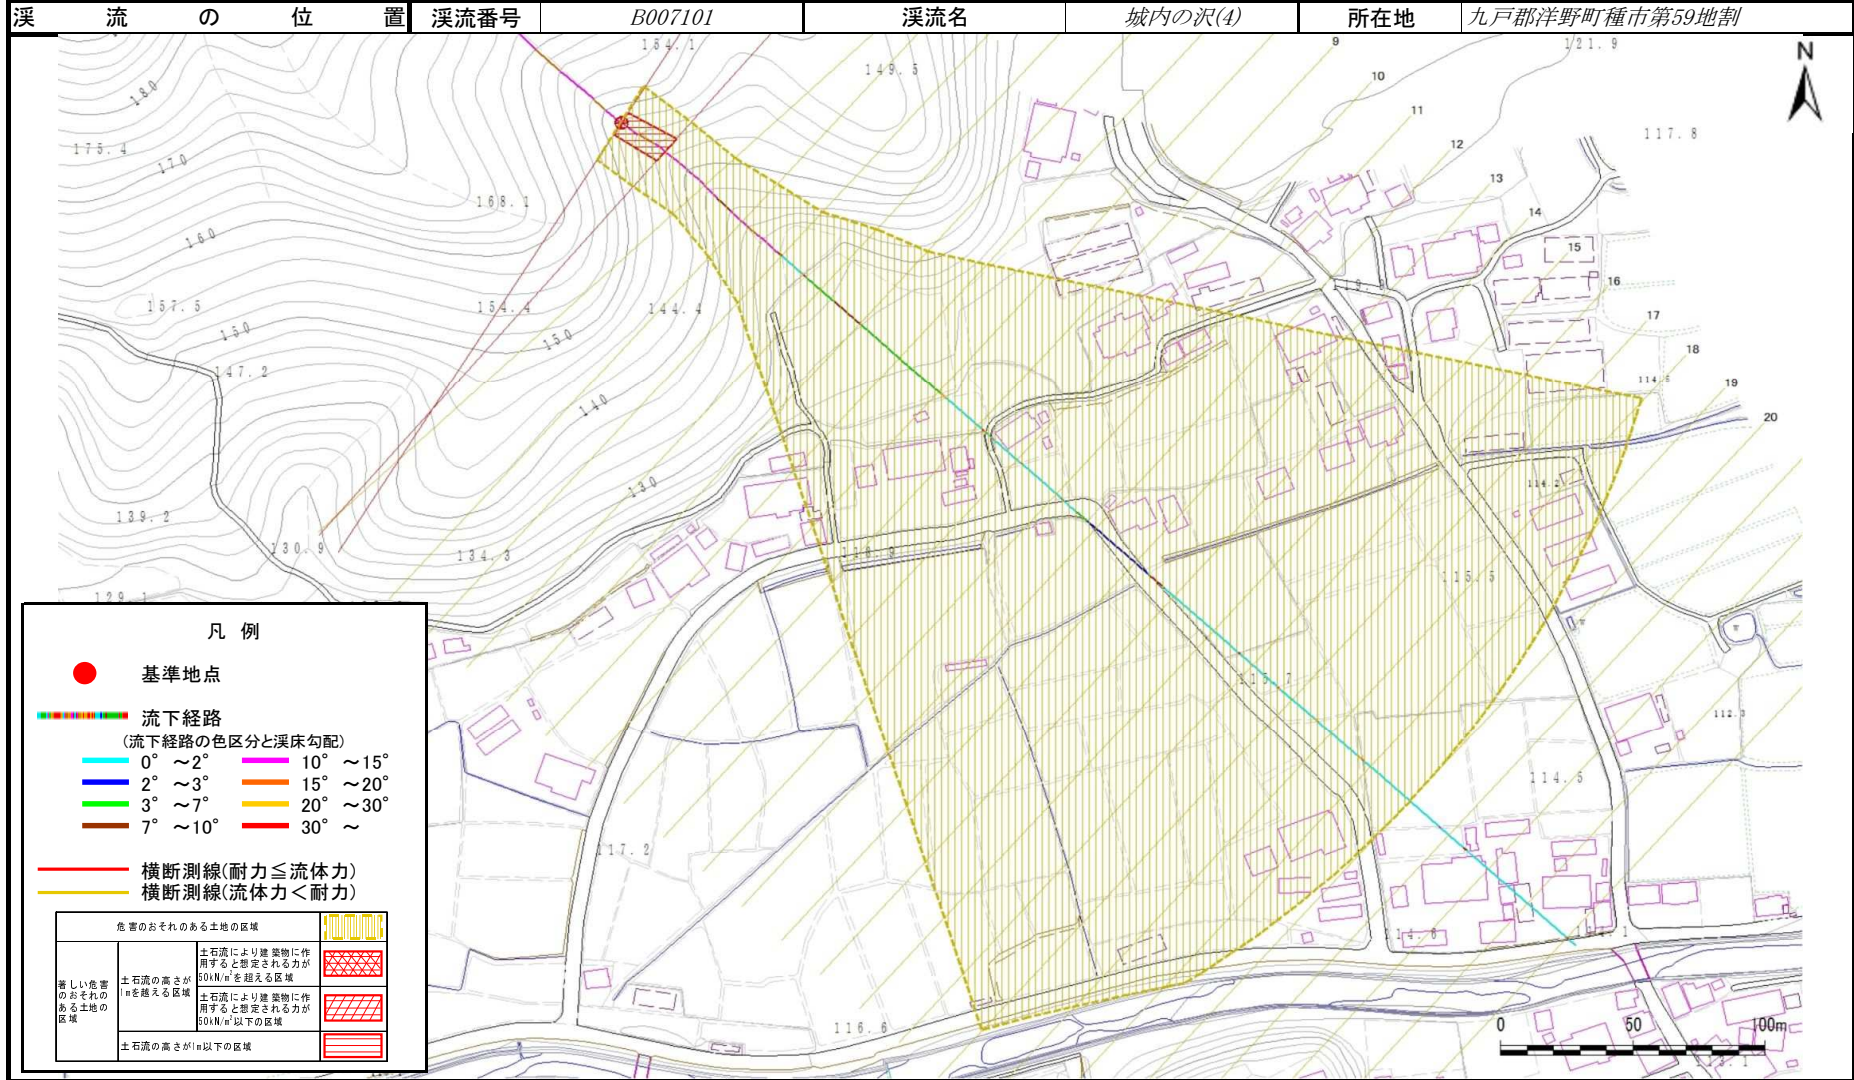 渓流の位置 渓流番号 B007101 渓流名 城内の沢(4) 所在地 九戸郡洋野町種市第59地割
N
154.1
149.5
121.9
117.8
180
175.4
170
168.1
160
157.5
154.4
144.4
150
150
147.2
140
130
139.2
130.9
134.3
129.1
9
10
11
12
13
14
15
16
17
18
19
20
114.6
114.2
118.9
115.5
115.7
112.3
114.5
117.2
114.6
116.6
凡 例
基準地点
流下経路
(流下経路の色区分と渓床勾配)
0° ～2° 10° ～15°
2° ～3° 15° ～20°
3° ～7° 20° ～30°
7° ～10° 30° ～
横断測線(耐力≦流体力)
横断測線(流体力＜耐力)
危害のおそれのある土地の区域
著しい危害
のおそれの
ある土地の
区域
土石流の高さが
1mを越える区域
土石流により建築物に作
用すると想定される力が
50kN/㎡を超える区域
土石流により建築物に作
用すると想定される力が
50kN/㎡以下の区域
土石流の高さが1m以下の区域
0 50 100m